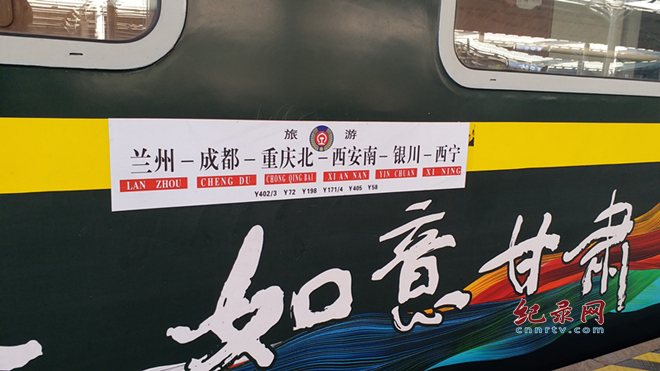 旅 游
兰州－成都－重庆北－西安南－银川－西宁
LAN ZHOU CHENG DU CHONG QING BAI XI AN NAN YIN CHUAN XI NING
Y402/3 Y72 Y198 Y171/4 Y405 Y58
如意甘肃
纪录网
cnnrtv.com